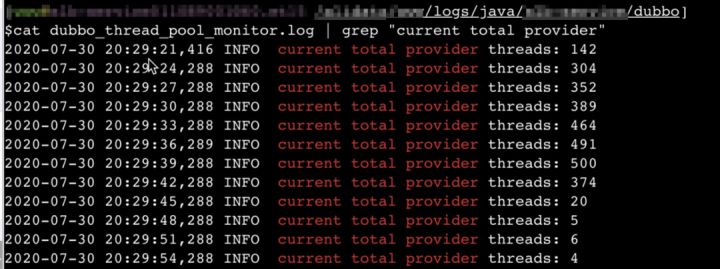 /logs/java/
/dubbo]
$cat dubbo_thread_pool_monitor.log | grep "current total provider"
2020-07-30 20:29:21,416 INFO current total provider threads: 142
2020-07-30 20:29:24,288 INFO current total provider threads: 304
2020-07-30 20:29:27,288 INFO current total provider threads: 352
2020-07-30 20:29:30,288 INFO current total provider threads: 389
2020-07-30 20:29:33,288 INFO current total provider threads: 464
2020-07-30 20:29:36,289 INFO current total provider threads: 491
2020-07-30 20:29:39,288 INFO current total provider threads: 500
2020-07-30 20:29:42,288 INFO current total provider threads: 374
2020-07-30 20:29:45,288 INFO current total provider threads: 20
2020-07-30 20:29:48,288 INFO current total provider threads: 5
2020-07-30 20:29:51,288 INFO current total provider threads: 6
2020-07-30 20:29:54,288 INFO current total provider threads: 4